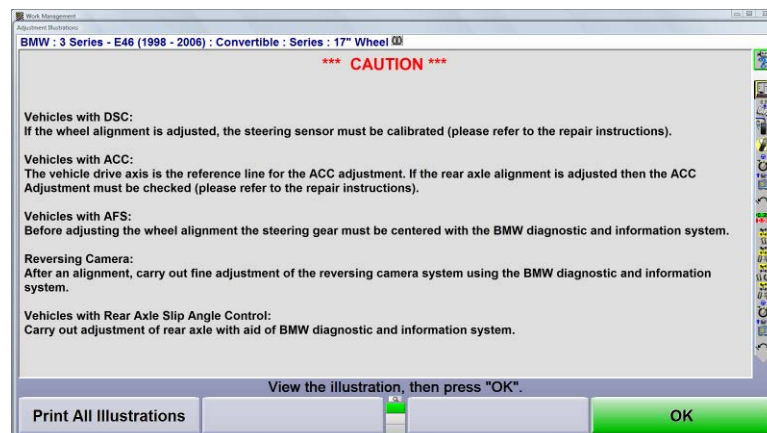 Work Management
Adjustment Illustrations
BMW : 3 Series - E46 (1998 - 2006) : Convertible : Series : 17" Wheel
*** CAUTION ***
Vehicles with DSC:
If the wheel alignment is adjusted, the steering sensor must be calibrated (please refer to the repair instructions).
Vehicles with ACC:
The vehicle drive axis is the reference line for the ACC adjustment. If the rear axle alignment is adjusted then the ACC
Adjustment must be checked (please refer to the repair instructions).
Vehicles with AFS:
Before adjusting the wheel alignment the steering gear must be centered with the BMW diagnostic and information system.
Reversing Camera:
After an alignment, carry out fine adjustment of the reversing camera system using the BMW diagnostic and information
system.
Vehicles with Rear Axle Slip Angle Control:
Carry out adjustment of rear axle with aid of BMW diagnostic and information system.
View the illustration, then press "OK".
Print All Illustrations
OK